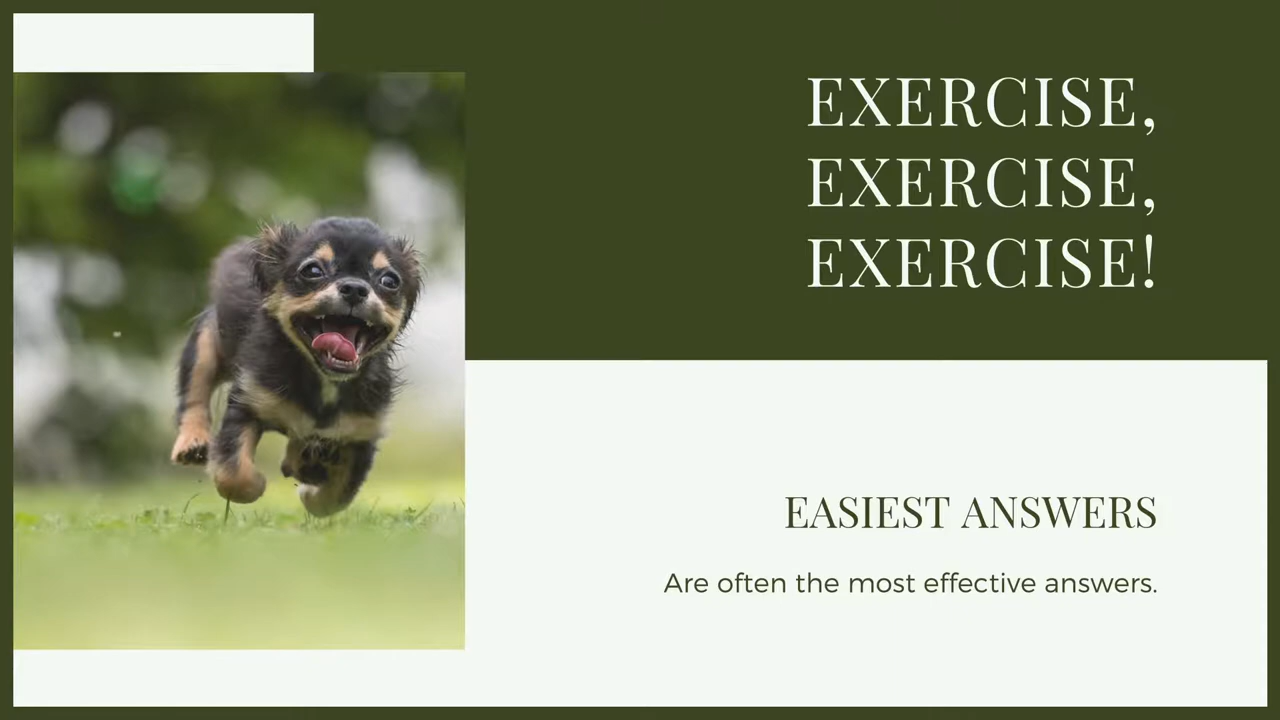 EXERCISE,
EXERCISE,
EXERCISE!
EASIEST ANSWERS
Are often the most effective answers.